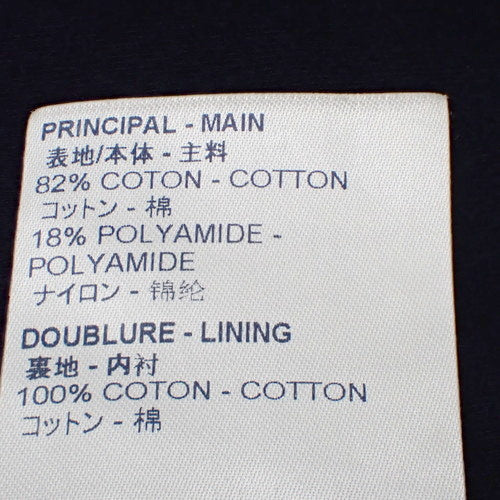 PRINCIPAL - MAIN
表地/本体 - 主料
82% COTON - COTTON
コットン - 棉
18% POLYAMIDE -
POLYAMIDE
ナイロン - 锦纶
DOUBLURE - LINING
裏地 - 内衬
100% COTON - COTTON
コットン - 棉